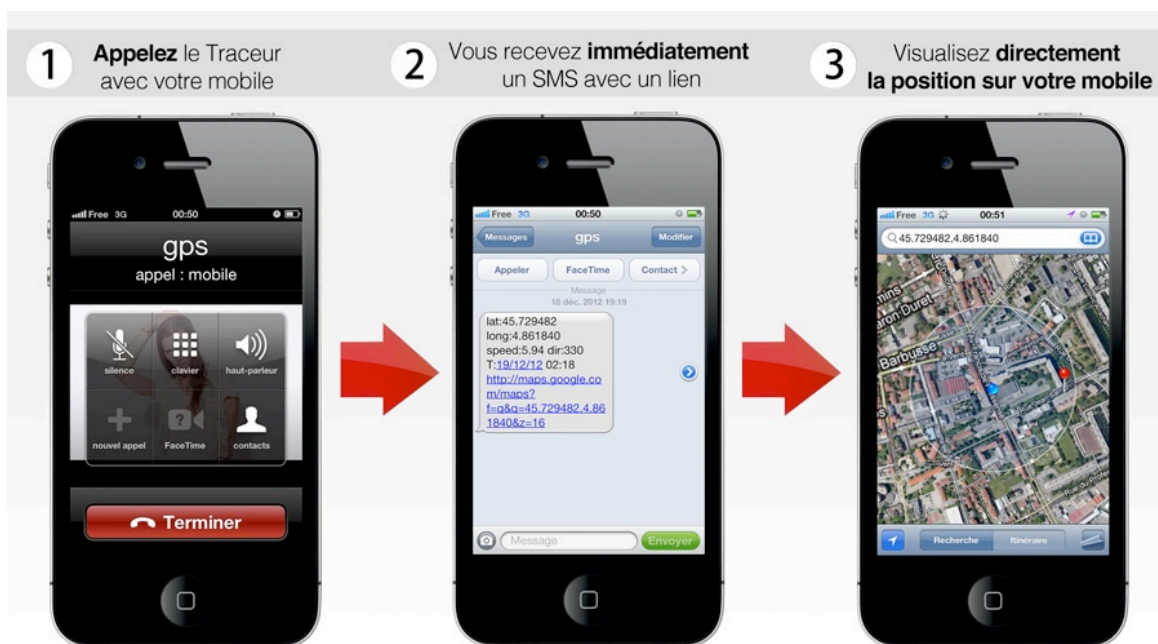 1
Appelez le Traceur
avec votre mobile
2
Vous recevez immédiatement
un SMS avec un lien
3
Visualisez directement
la position sur votre mobile
Free 3G 00:50
gps
appel : mobile
silence clavier haut-parleur
nouvel appel FaceTime contacts
Terminer
Free 3G 00:50
Messages gps Modifier
Appeler FaceTime Contact
Message
18 déc. 2012 19:19
lat:45.729482
long:4.861840
speed:5.94 dir:330
T:19/12/12 02:18
http://maps.google.co
m/maps?
f=q&q=45.729482,4.86
1840&z=16
Message Envoyer
Free 3G 00:51
45.729482,4.861840
Barbusse
Rue du
Recherche Itinéraire